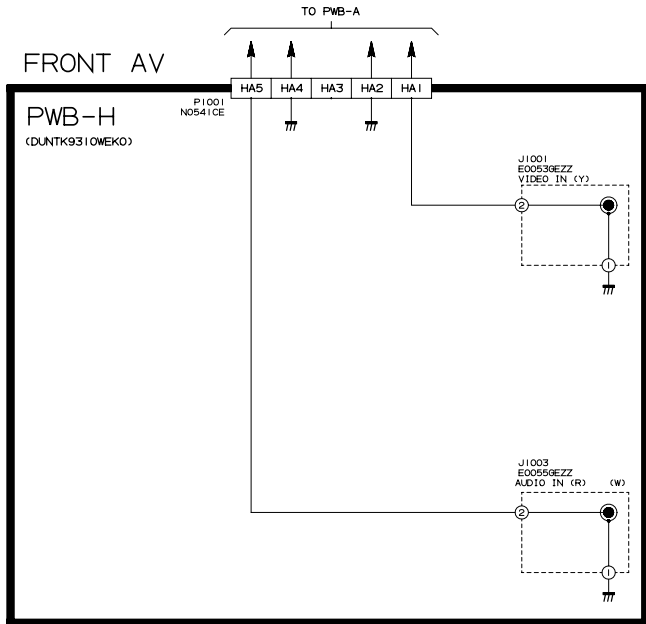 TO PWB-A
FRONT AV
HA5 HA4 HA3 HA2 HA1
P1001
N0541CE
PWB-H
(DUNTK9310WEK0)
J1001
E0053GEZZ
VIDEO IN (Y)
2
1
J1003
E0055GEZZ
AUDIO IN (R) (W)
2
1